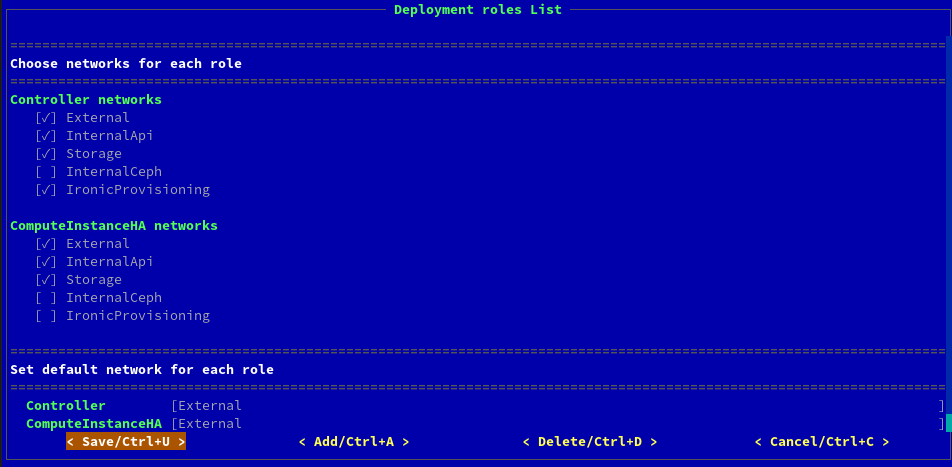 Deployment roles List
================================================================================
Choose networks for each role
================================================================================
Controller networks
[✓] External
[✓] InternalApi
[✓] Storage
[ ] InternalCeph
[✓] IronicProvisioning
ComputeInstanceHA networks
[✓] External
[✓] InternalApi
[✓] Storage
[ ] InternalCeph
[ ] IronicProvisioning
================================================================================
Set default network for each role
================================================================================
Controller [External ]
ComputeInstanceHA [External ]
< Save/Ctrl+U > < Add/Ctrl+A > < Delete/Ctrl+D > < Cancel/Ctrl+C >